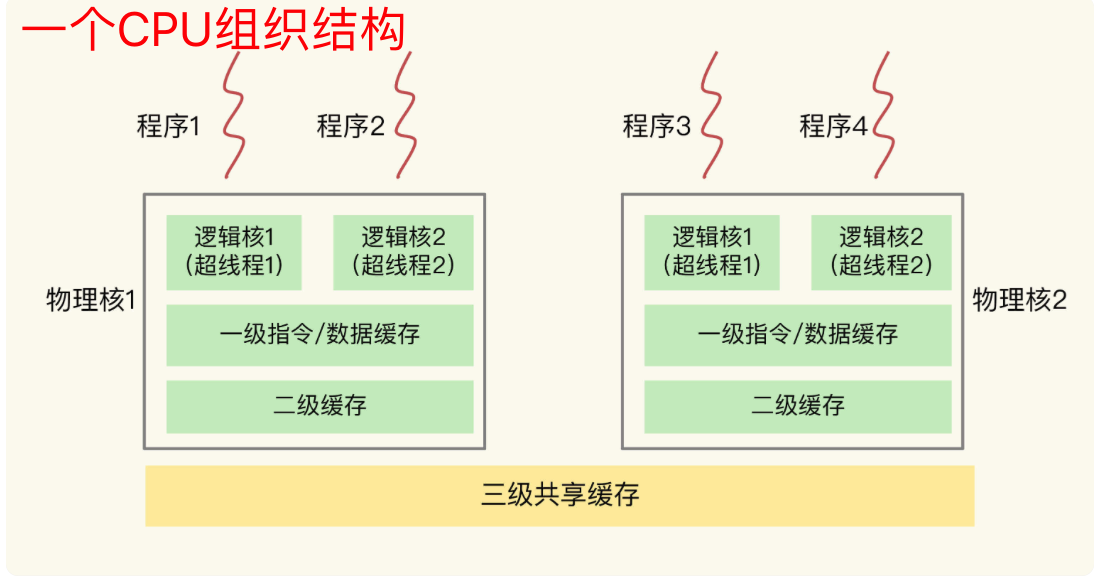 一个CPU组织结构
程序1
程序2
程序3
程序4
物理核1
逻辑核1
(超线程1)
逻辑核2
(超线程2)
一级指令/数据缓存
二级缓存
逻辑核1
(超线程1)
逻辑核2
(超线程2)
一级指令/数据缓存
二级缓存
物理核2
三级共享缓存